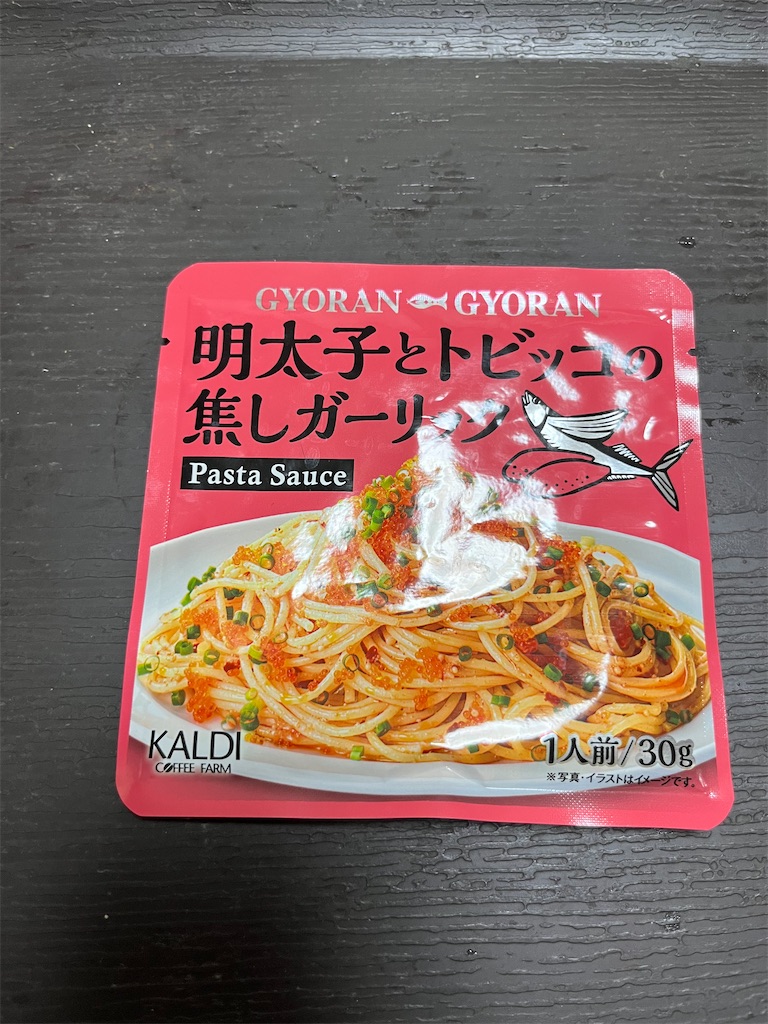 GYORAN GYORAN
明太子とトビッコの
焦しガーリック
Pasta Sauce
KALDI
COFFEE FARM
1人前/30g
※写真・イラストはイメージです。